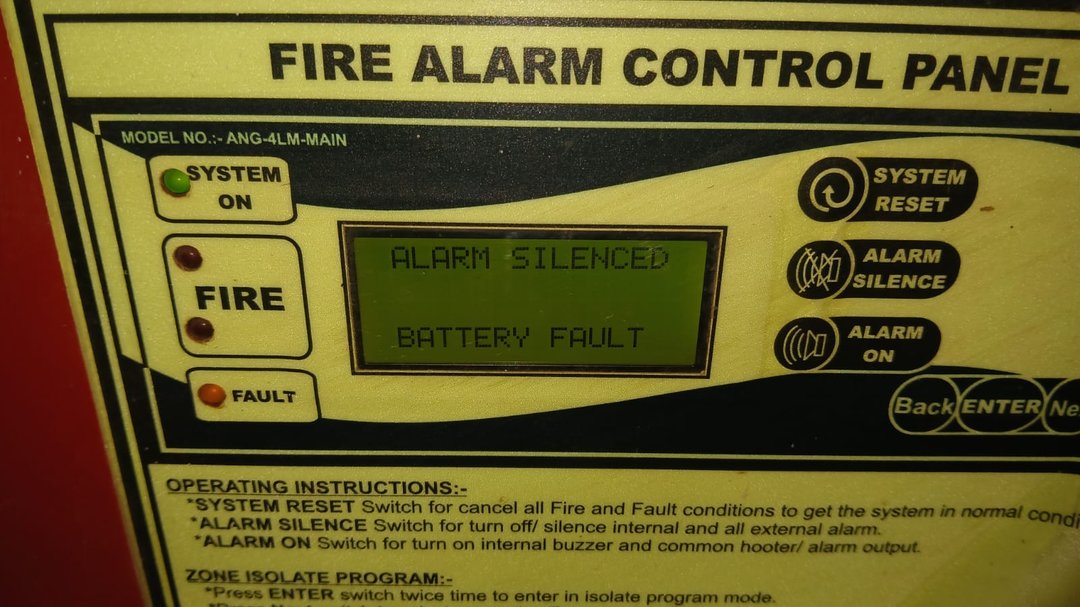 FIRE ALARM CONTROL PANEL
MODEL NO.:- ANG-4LM-MAIN
SYSTEM
ON
FIRE
FAULT
ALARM SILENCED
BATTERY FAULT
SYSTEM
RESET
ALARM
SILENCE
ALARM
ON
Back ENTER Ne
OPERATING INSTRUCTIONS:-
*SYSTEM RESET Switch for cancel all Fire and Fault conditions to get the system in normal condi
*ALARM SILENCE Switch for turn off/ silence internal and all external alarm.
*ALARM ON Switch for turn on internal buzzer and common hooter/ alarm output.
ZONE ISOLATE PROGRAM:-
*Press ENTER switch twice time to enter in isolate program mode.